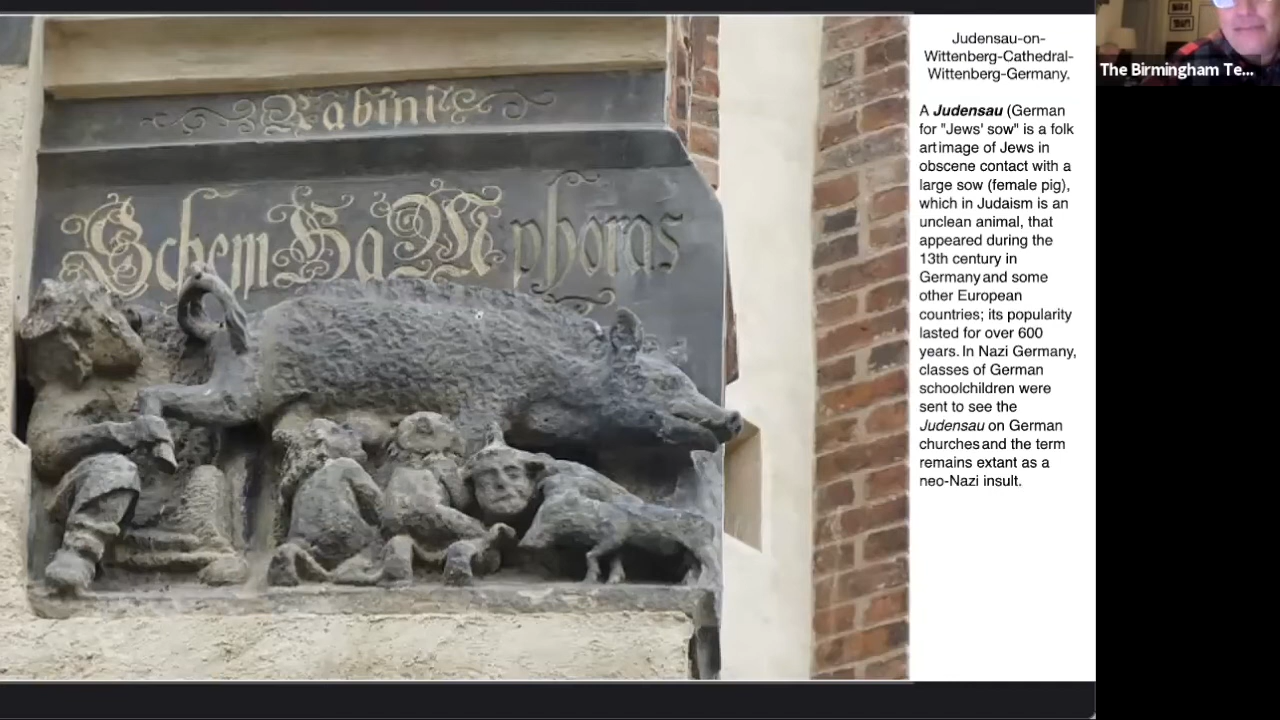 Rabini
Schem Ha Mphoras
Judensau-on-
Wittenberg-Cathedral-
Wittenberg-Germany.
A Judensau (German
for "Jews' sow" is a folk
art image of Jews in
obscene contact with a
large sow (female pig),
which in Judaism is an
unclean animal, that
appeared during the
13th century in
Germany and some
other European
countries; its popularity
lasted for over 600
years. In Nazi Germany,
classes of German
schoolchildren were
sent to see the
Judensau on German
churches and the term
remains extant as a
neo-Nazi insult.
The Birmingham Te...